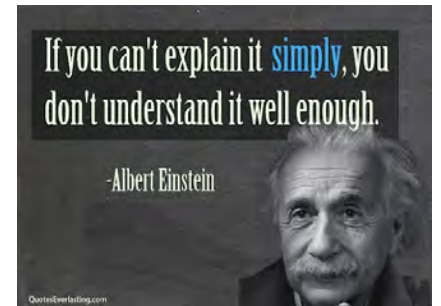 If you can't explain it simply, you
don't understand it well enough.
-Albert Einstein
QuotesEverlasting.com